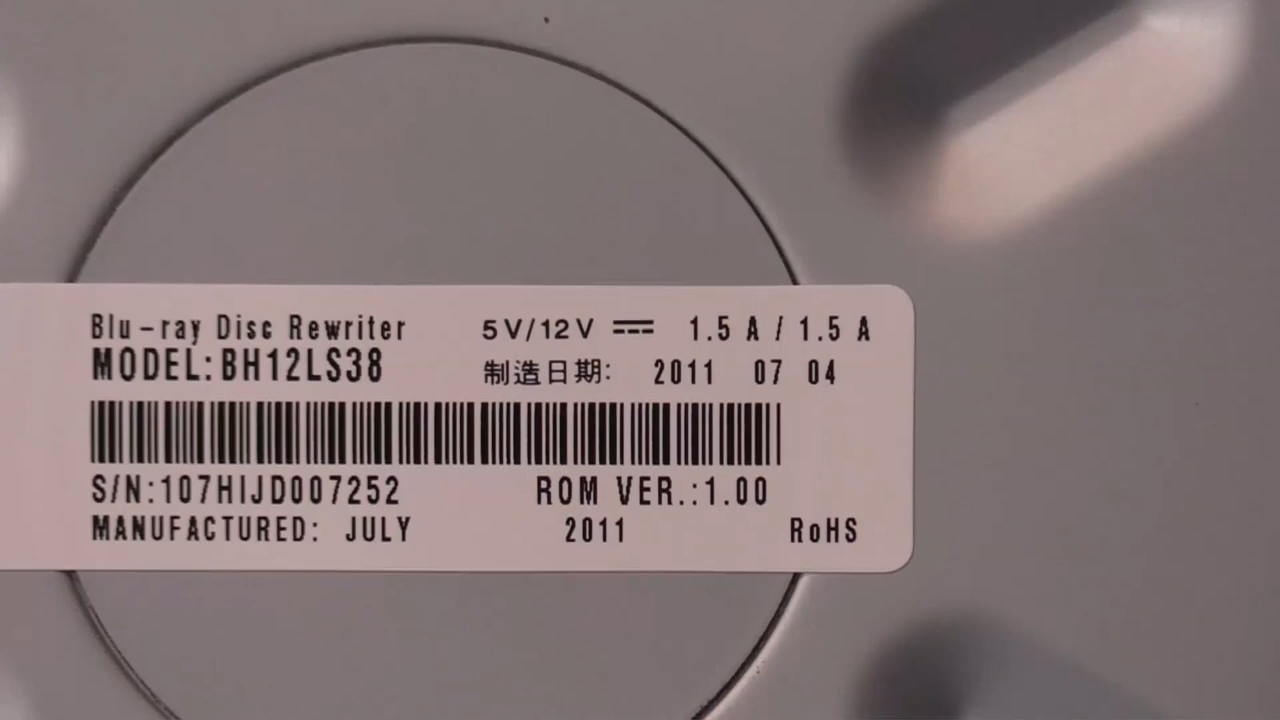 Blu-ray Disc Rewriter 5V/12V ⎓ 1.5 A / 1.5 A
MODEL:BH12LS38 制造日期: 2011 07 04
S/N:107HIJD007252 ROM VER.:1.00
MANUFACTURED: JULY 2011 RoHS